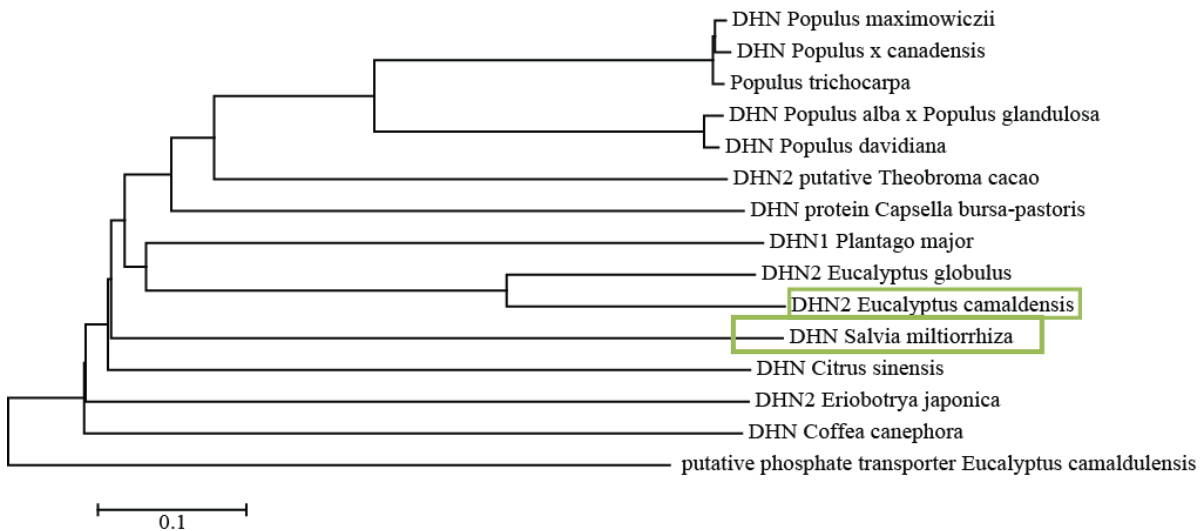 DHN Populus maximowiczii
DHN Populus x canadensis
Populus trichocarpa
DHN Populus alba x Populus glandulosa
DHN Populus davidiana
DHN2 putative Theobroma cacao
DHN protein Capsella bursa-pastoris
DHN1 Plantago major
DHN2 Eucalyptus globulus
DHN2 Eucalyptus camaldensis
DHN Salvia miltiorrhiza
DHN Citrus sinensis
DHN2 Eriobotrya japonica
DHN Coffea canephora
putative phosphate transporter Eucalyptus camaldulensis
0.1